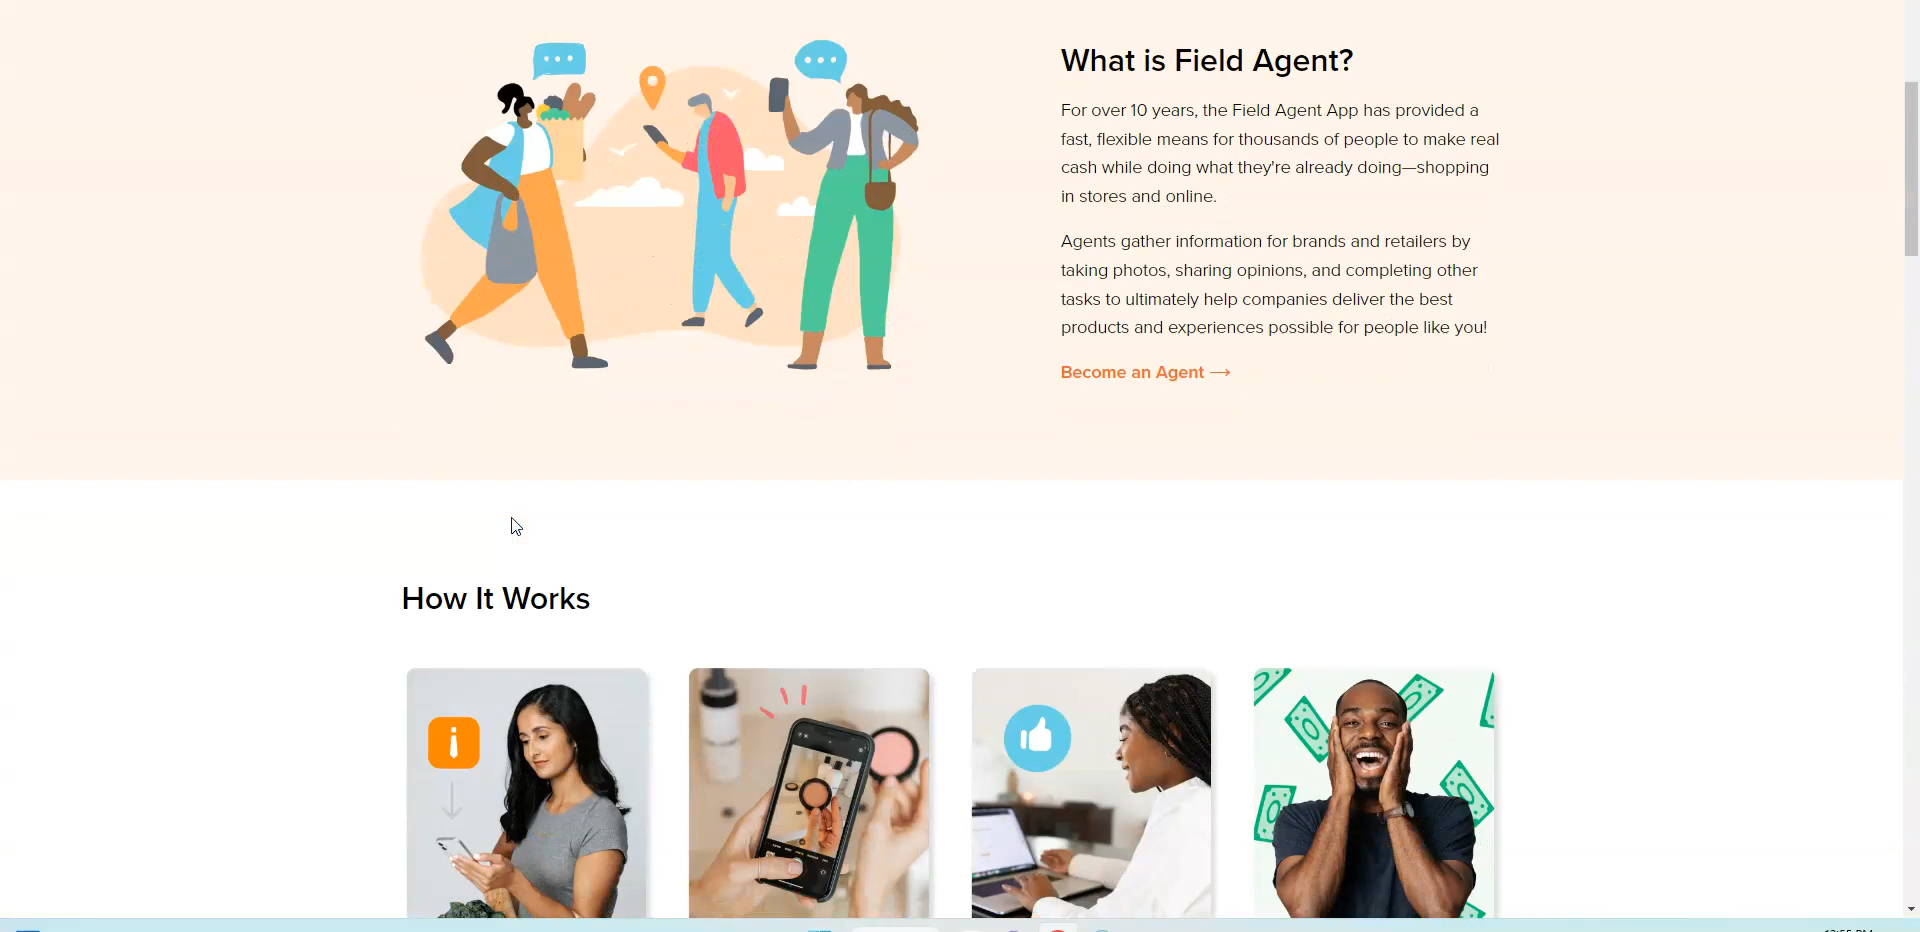 What is Field Agent?
For over 10 years, the Field Agent App has provided a
fast, flexible means for thousands of people to make real
cash while doing what they're already doing—shopping
in stores and online.
Agents gather information for brands and retailers by
taking photos, sharing opinions, and completing other
tasks to ultimately help companies deliver the best
products and experiences possible for people like you!
Become an Agent →
How It Works